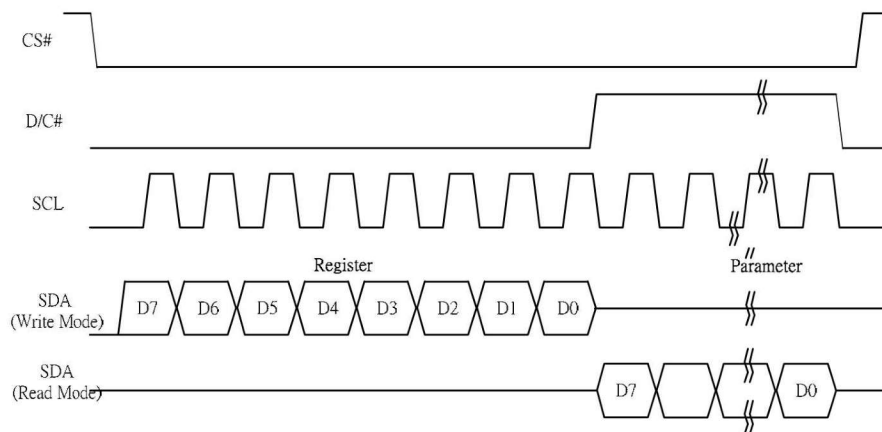 CS#
D/C#
SCL
Register Parameter
SDA
(Write Mode)
D7 D6 D5 D4 D3 D2 D1 D0
SDA
(Read Mode)
D7 D0